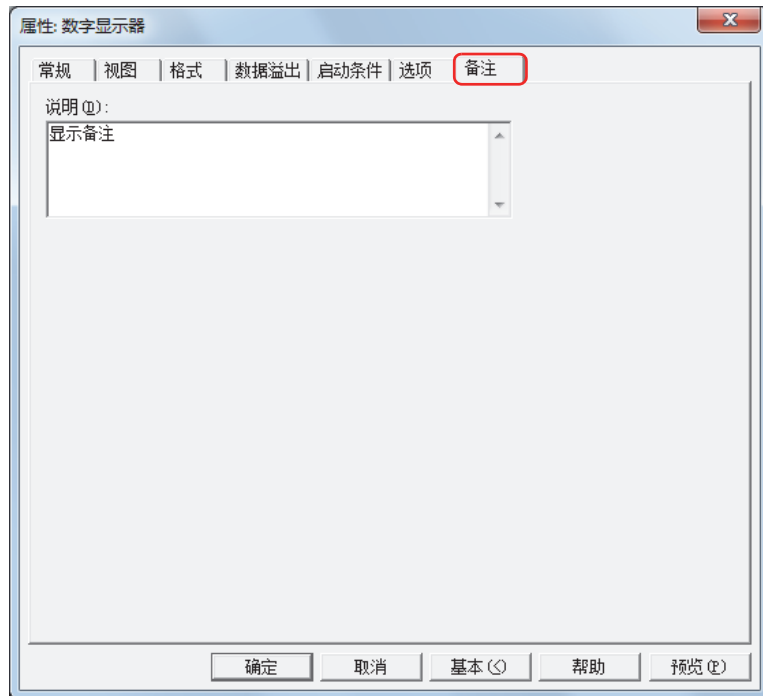 属性: 数字显示器
常规 视图 格式 数据溢出 启动条件 选项 备注
说明(D):
显示备注
确定 取消 基本(<) 帮助 预览(P)